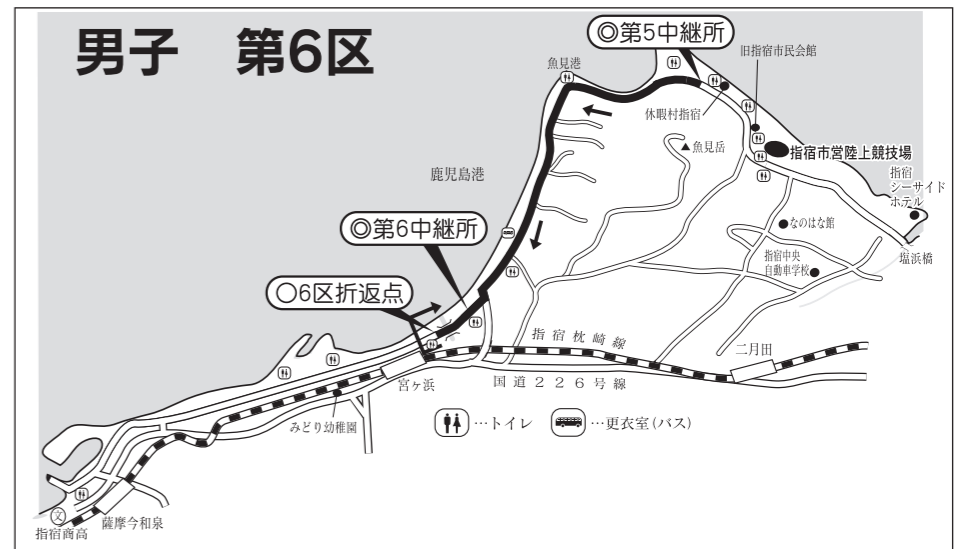 男子 第6区
◎第5中継所
旧指宿市民会館
魚見港
休暇村指宿
▲魚見岳
指宿市営陸上競技場
指宿
シーサイド
ホテル
鹿児島港
◎第6中継所
なのはな館
指宿中央
自動車学校
塩浜橋
〇6区折返点
指宿枕崎線
二月田
宮ヶ浜
国道226号線
みどり幼稚園
…トイレ
…更衣室(バス)
文
指宿商高
薩摩今和泉